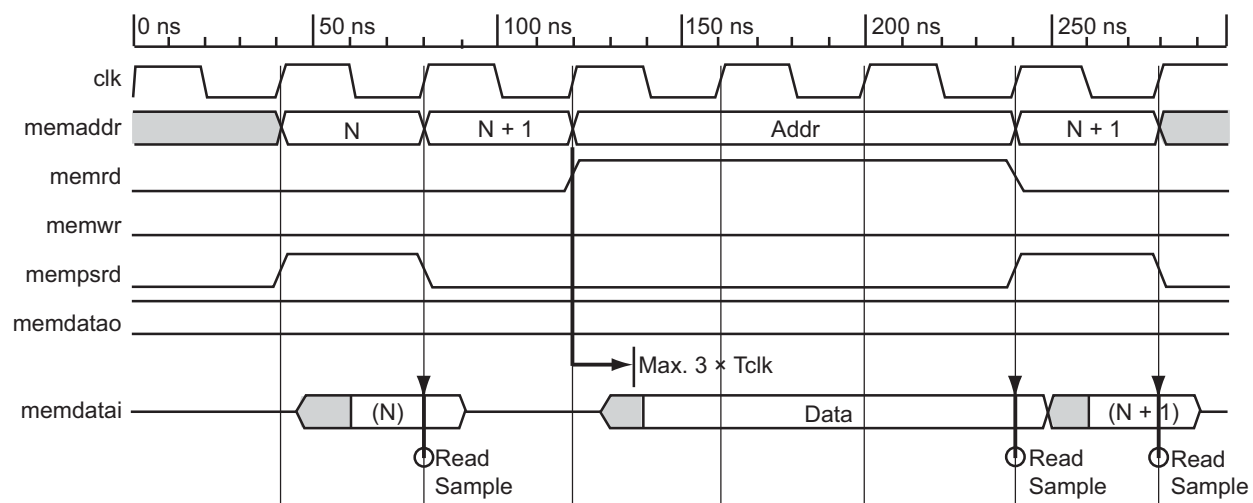 0 ns 50 ns 100 ns 150 ns 200 ns 250 ns
clk
memaddr N N + 1 Addr N + 1
memrd
memwr
mempsrd
memdatao
Max. 3 × Tclk
memdatai (N) Data (N + 1)
Read Sample
Read Sample
Read Sample